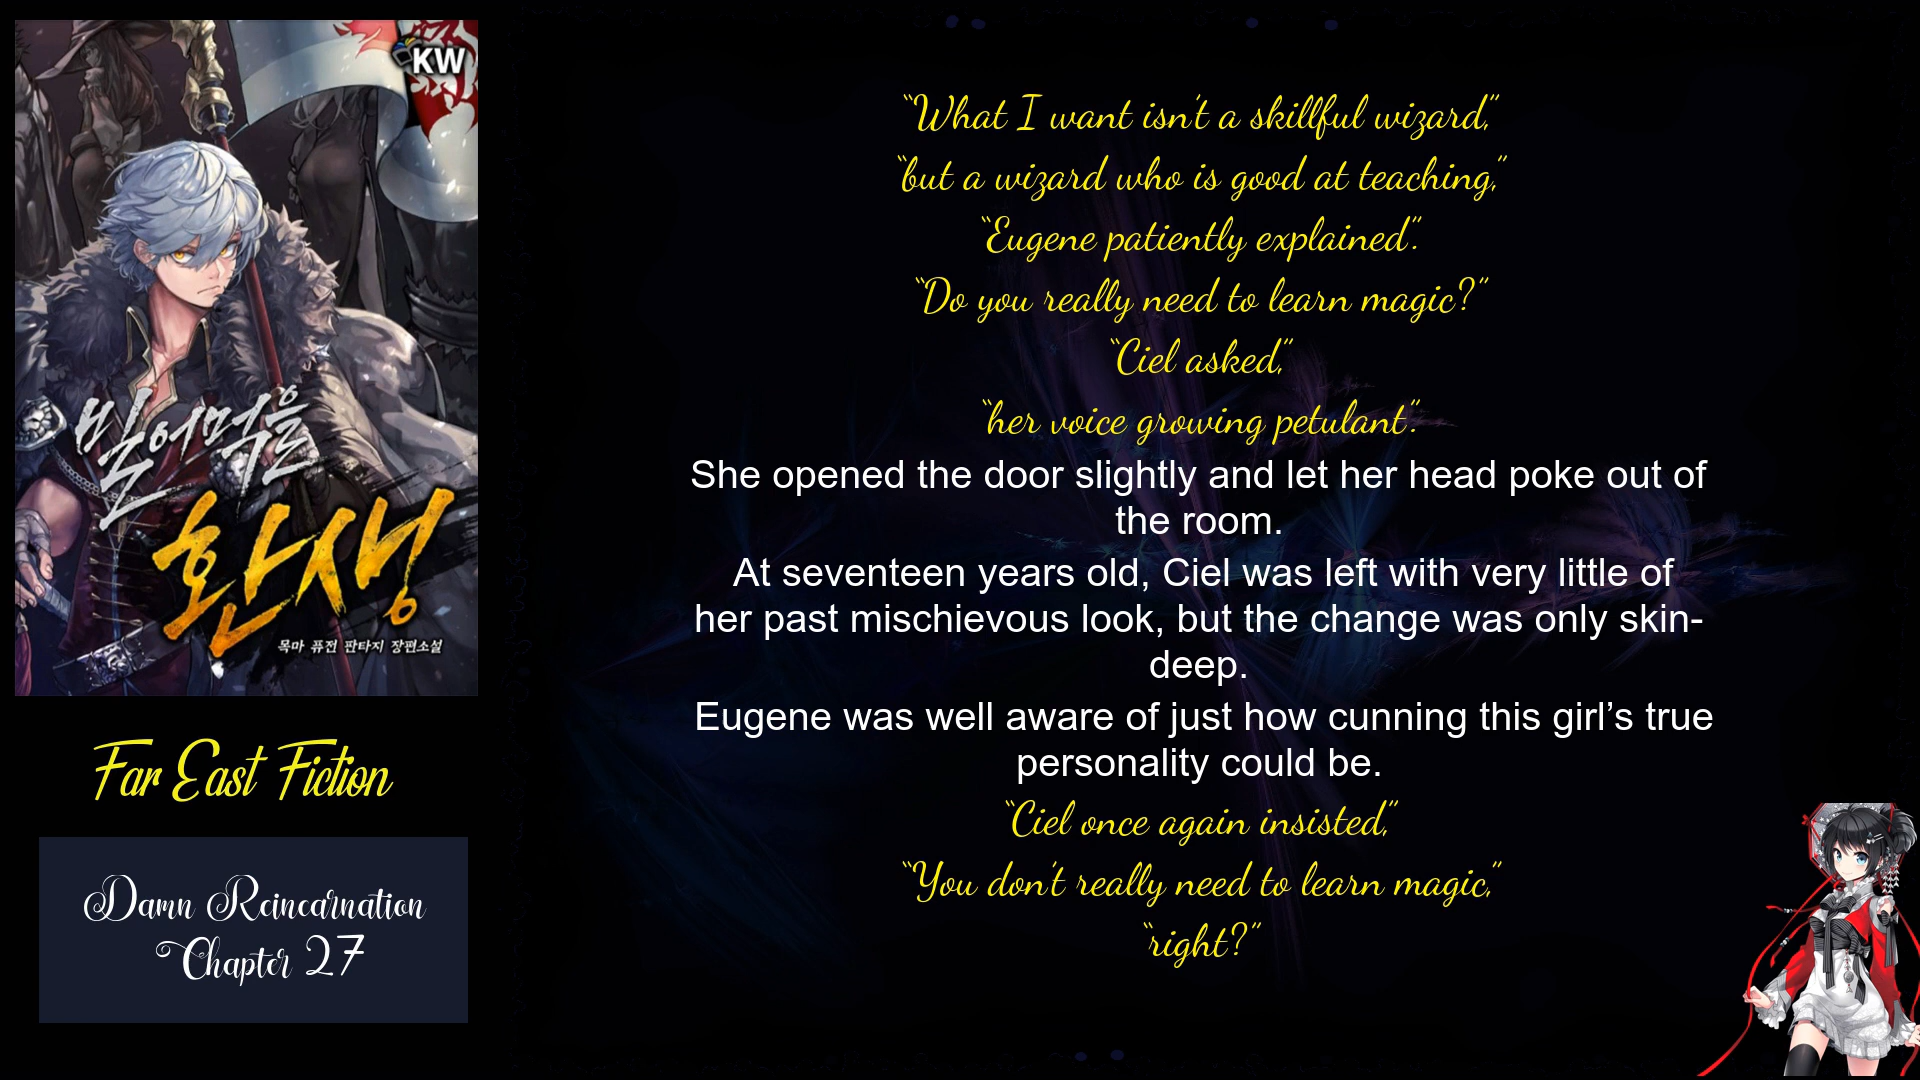 KW
빌어먹을
환생
목마 퓨전 판타지 장편소설
Far East Fiction
Damn Reincarnation
Chapter 27
“What I want isn’t a skillful wizard,”
“but a wizard who is good at teaching,”
“Eugene patiently explained”.
“Do you really need to learn magic?”
“Ciel asked,”
“her voice growing petulant”.
She opened the door slightly and let her head poke out of
the room.
At seventeen years old, Ciel was left with very little of
her past mischievous look, but the change was only skin-
deep.
Eugene was well aware of just how cunning this girl’s true
personality could be.
“Ciel once again insisted,”
“You don’t really need to learn magic,”
“right?”